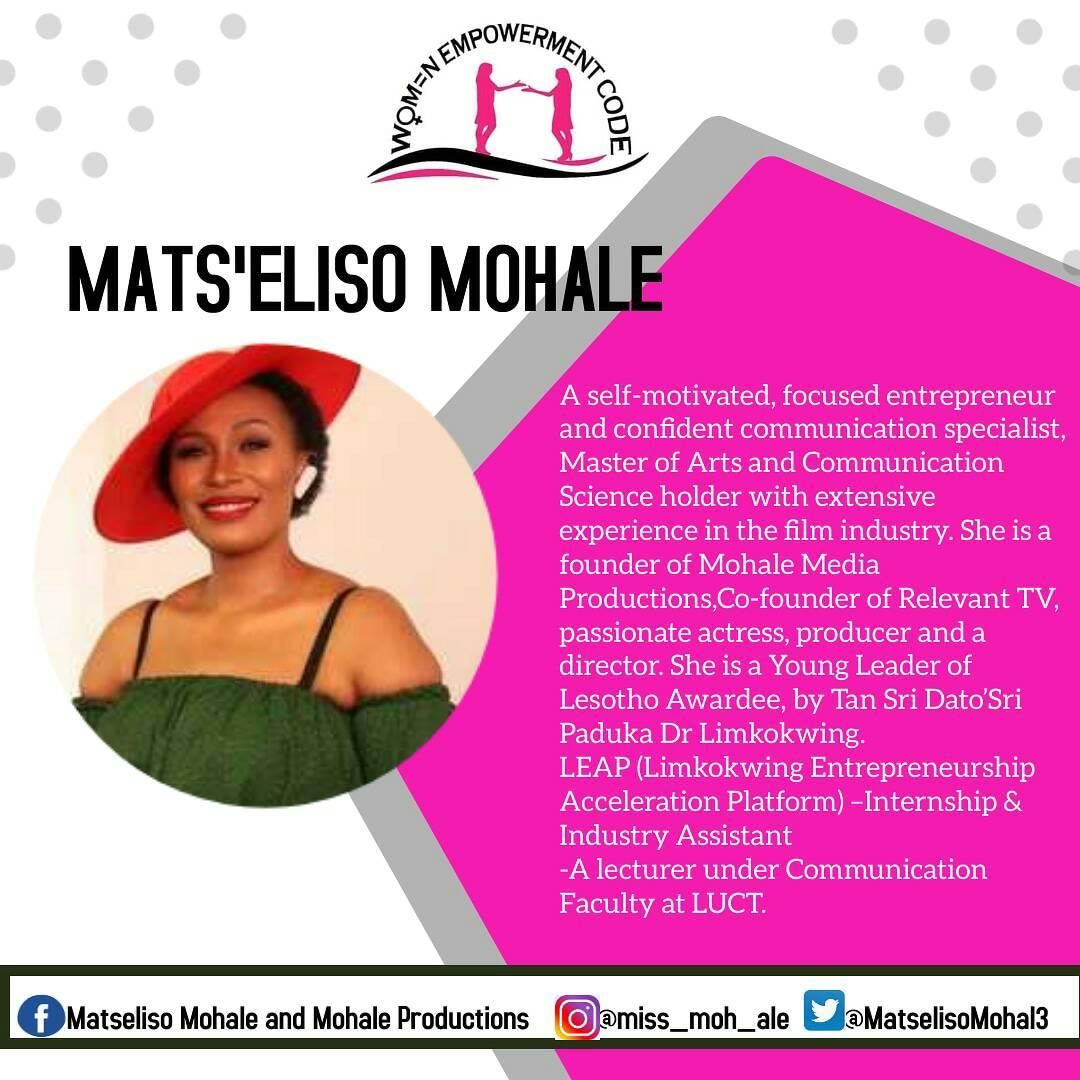 WOMEN EMPOWERMENT CODE
MATS'ELISO MOHALE
A self-motivated, focused entrepreneur
and confident communication specialist,
Master of Arts and Communication
Science holder with extensive
experience in the film industry. She is a
founder of Mohale Media
Productions,Co-founder of Relevant TV,
passionate actress, producer and a
director. She is a Young Leader of
Lesotho Awardee, by Tan Sri Dato’Sri
Paduka Dr Limkokwing.
LEAP (Limkokwing Entrepreneurship
Acceleration Platform) –Internship &
Industry Assistant
-A lecturer under Communication
Faculty at LUCT.
Matseliso Mohale and Mohale Productions
@miss_moh_ale
@MatselisoMohal3